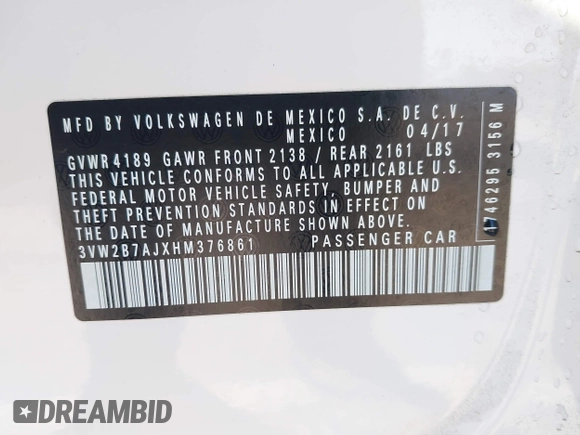 MFD BY VOLKSWAGEN DE MEXICO S.A. DE C.V.
MEXICO 04/17
GVWR 4189 GAWR FRONT 2138 / REAR 2161 LBS
THIS VEHICLE CONFORMS TO ALL APPLICABLE U.S.
FEDERAL MOTOR VEHICLE SAFETY, BUMPER AND
THEFT PREVENTION STANDARDS IN EFFECT ON THE
DATE OF MANUFACTURE SHOWN ABOVE.
3VW2B7AJXHM376861 PASSENGER CAR
46295 3156 M
DREAMBID